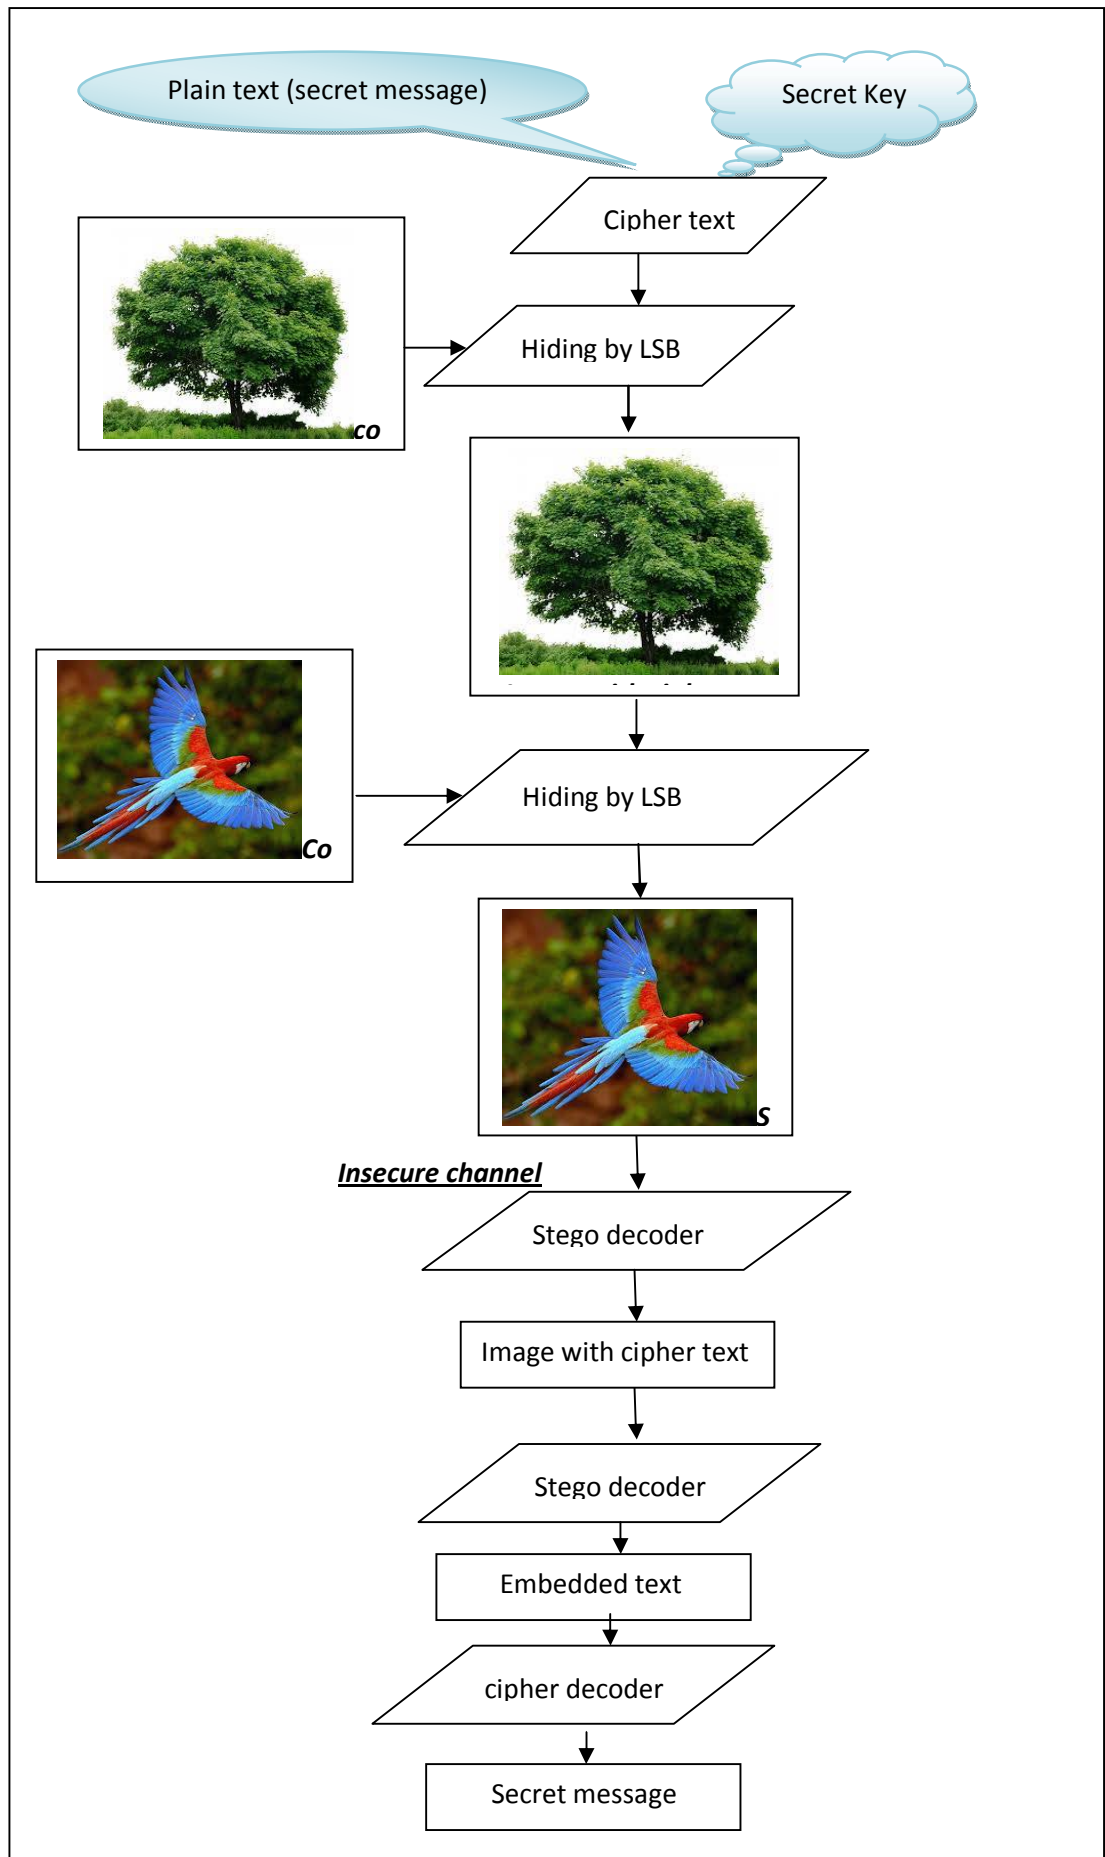 Plain text (secret message)
Secret Key
Cipher text
co
Hiding by LSB
Co
Hiding by LSB
S
Insecure channel
Stego decoder
Image with cipher text
Stego decoder
Embedded text
cipher decoder
Secret message